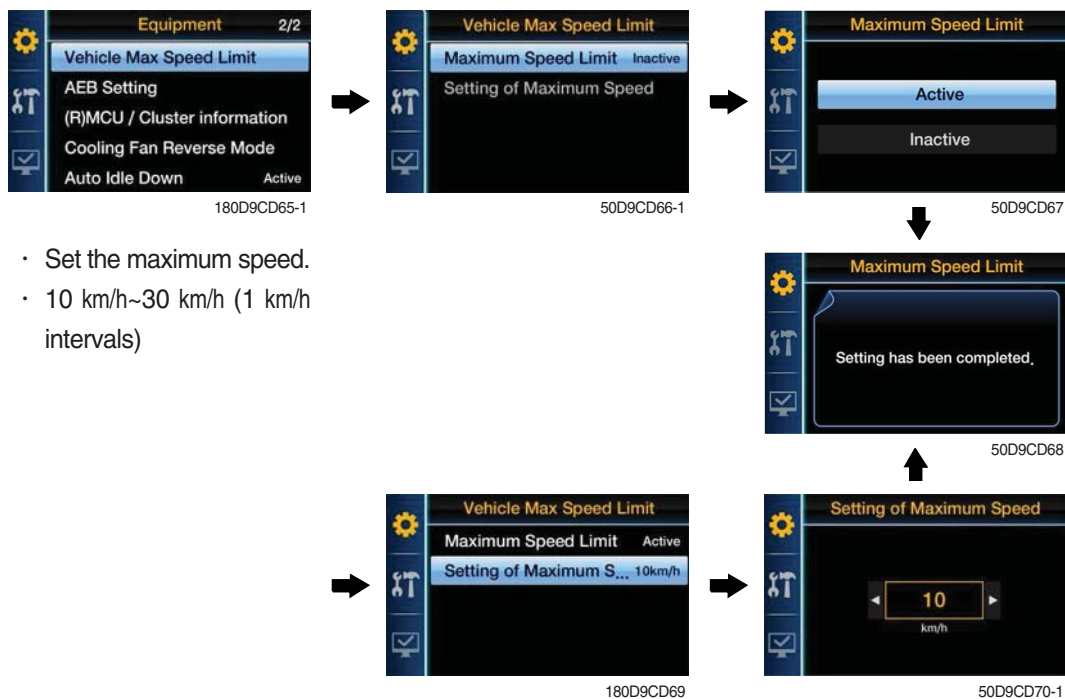 Equipment 2/2
Vehicle Max Speed Limit
AEB Setting
(R)MCU / Cluster information
Cooling Fan Reverse Mode
Auto Idle Down Active
180D9CD65-1
Vehicle Max Speed Limit
Maximum Speed Limit Inactive
Setting of Maximum Speed
50D9CD66-1
Maximum Speed Limit
Active
Inactive
50D9CD67
· Set the maximum speed.
· 10 km/h~30 km/h (1 km/h
intervals)
Maximum Speed Limit
Setting has been completed.
50D9CD68
Vehicle Max Speed Limit
Maximum Speed Limit Active
Setting of Maximum S... 10km/h
180D9CD69
Setting of Maximum Speed
10
km/h
50D9CD70-1